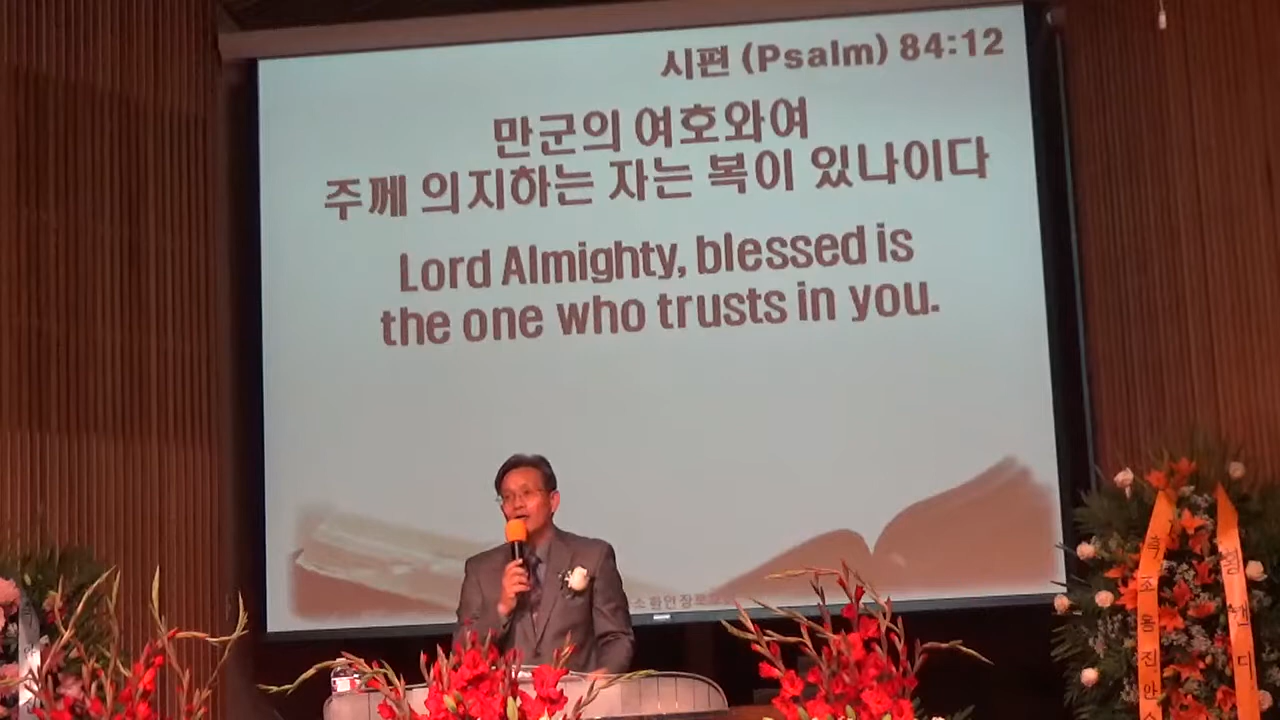 시편 (Psalm) 84:12
만군의 여호와여
주께 의지하는 자는 복이 있나이다
Lord Almighty, blessed is
the one who trusts in you.